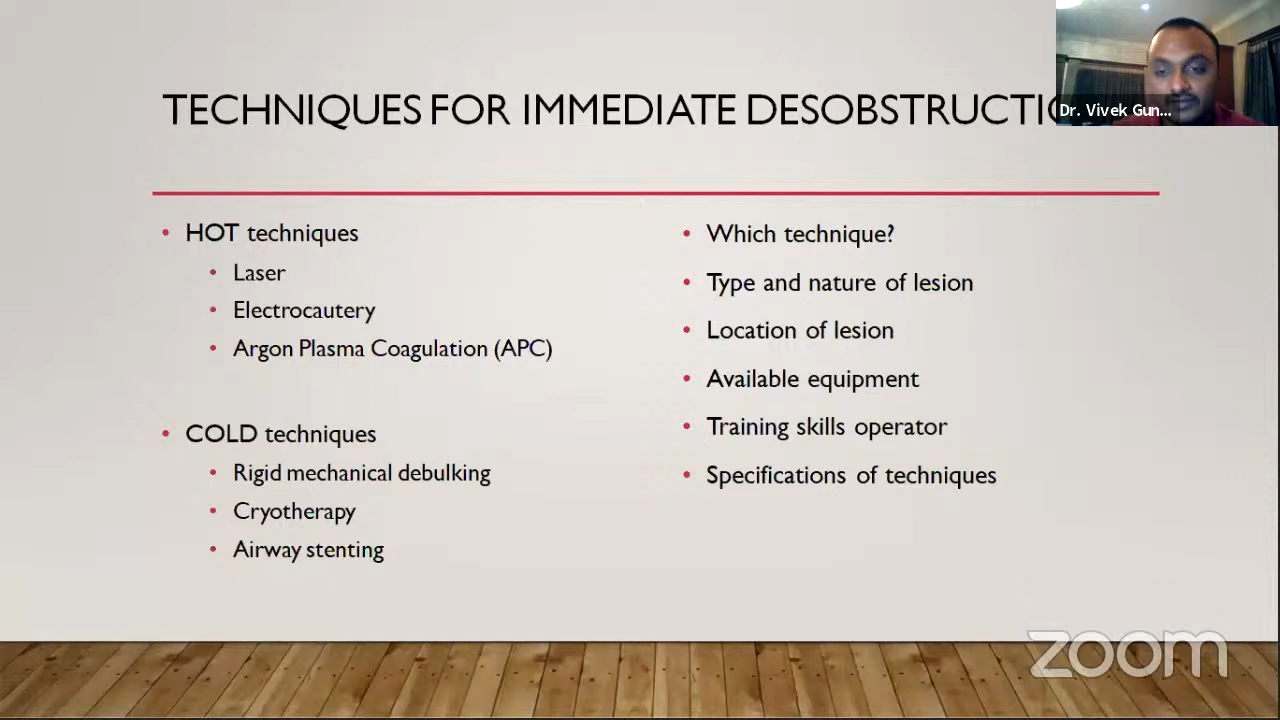 TECHNIQUES FOR IMMEDIATE DESOBSTRUCTIO
Dr. Vivek Gun...
HOT techniques
Laser
Electrocautery
Argon Plasma Coagulation (APC)
COLD techniques
Rigid mechanical debulking
Cryotherapy
Airway stenting
Which technique?
Type and nature of lesion
Location of lesion
Available equipment
Training skills operator
Specifications of techniques
zoom